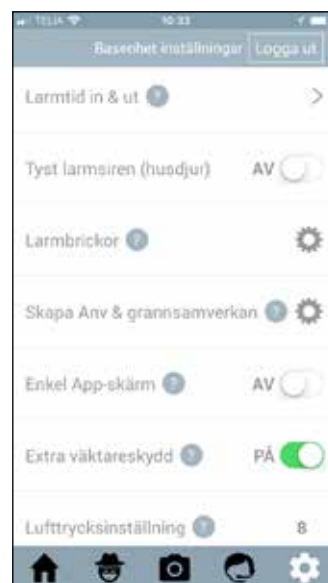 TELIA 10:33
Basenhet inställningar Logga ut
Larmtid in & ut ?
Tyst larmsiren (husdjur) AV
Larmbrickor ?
Skapa Anv & grannsamverkan ?
Enkel App-skärm ? AV
Extra väktareskydd ? PÅ
Lufttrycksinställning ? 8